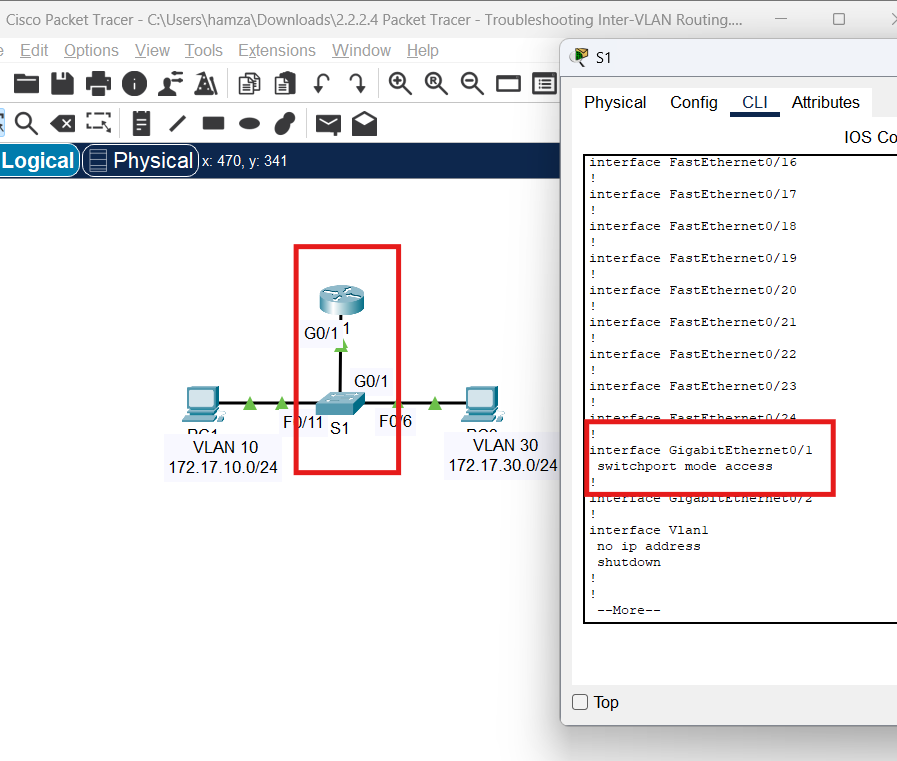 Cisco Packet Tracer - C:\Users\hamza\Downloads\2.2.2.4 Packet Tracer - Troubleshooting Inter-VLAN Routing....
Edit Options View Tools Extensions Window Help
Logical Physical x: 470, y: 341
G0/1 1
G0/1
F0/11 S1 F0/6
VLAN 10
172.17.10.0/24
VLAN 30
172.17.30.0/24
S1
Physical Config CLI Attributes
IOS Co
interface FastEthernet0/16
!
interface FastEthernet0/17
!
interface FastEthernet0/18
!
interface FastEthernet0/19
!
interface FastEthernet0/20
!
interface FastEthernet0/21
!
interface FastEthernet0/22
!
interface FastEthernet0/23
!
interface FastEthernet0/24
!
interface GigabitEthernet0/1
switchport mode access
!
interface GigabitEthernet0/2
!
interface Vlan1
no ip address
shutdown
!
!
--More--
Top